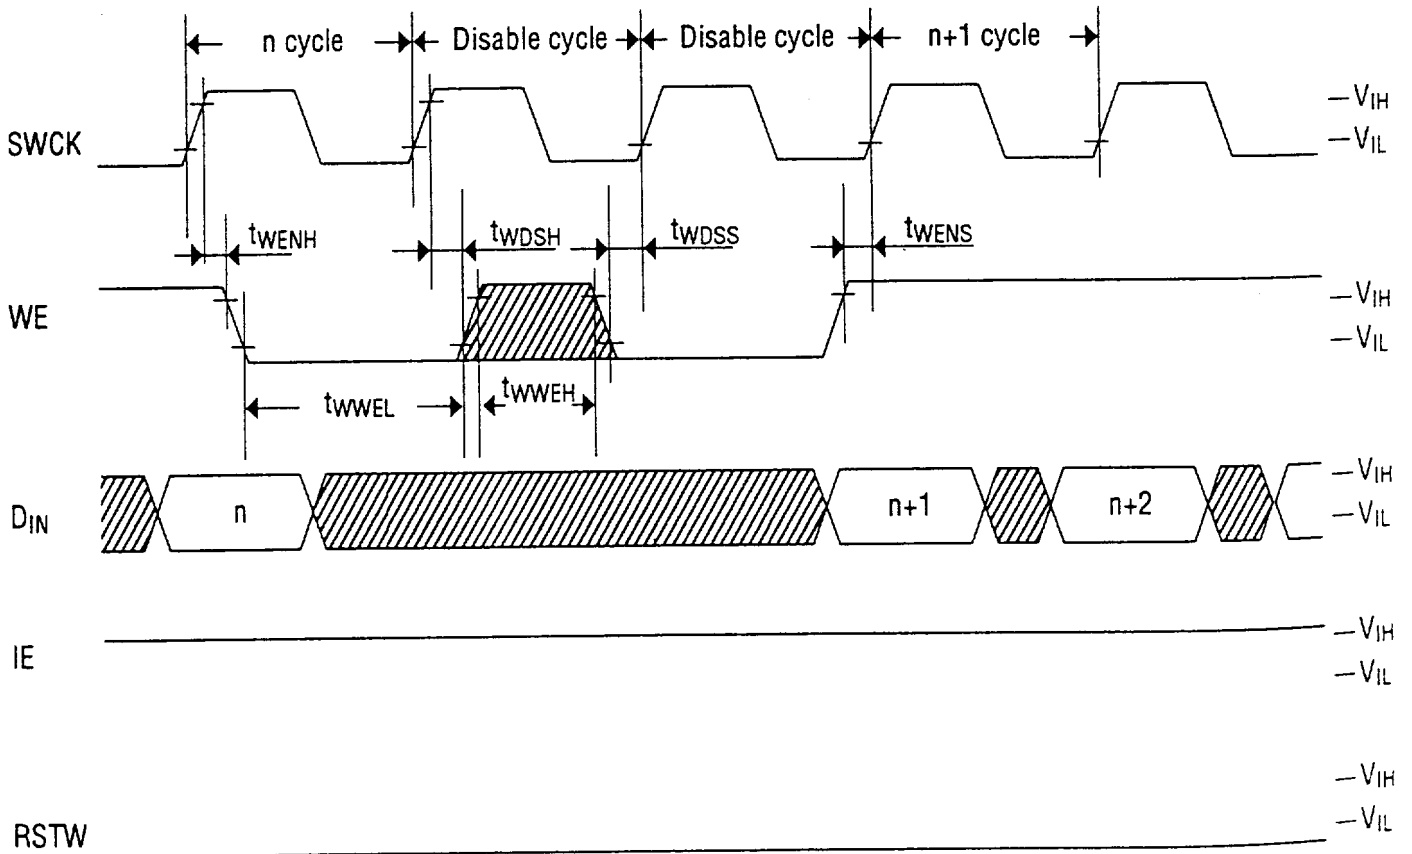 n cycle Disable cycle Disable cycle n+1 cycle
SWCK
VIH
VIL
tWENH tWDSH tWDSS tWENS
WE
VIH
VIL
tWWEL tWWEH
DIN n n+1 n+2
VIH
VIL
IE
VIH
VIL
RSTW
VIH
VIL